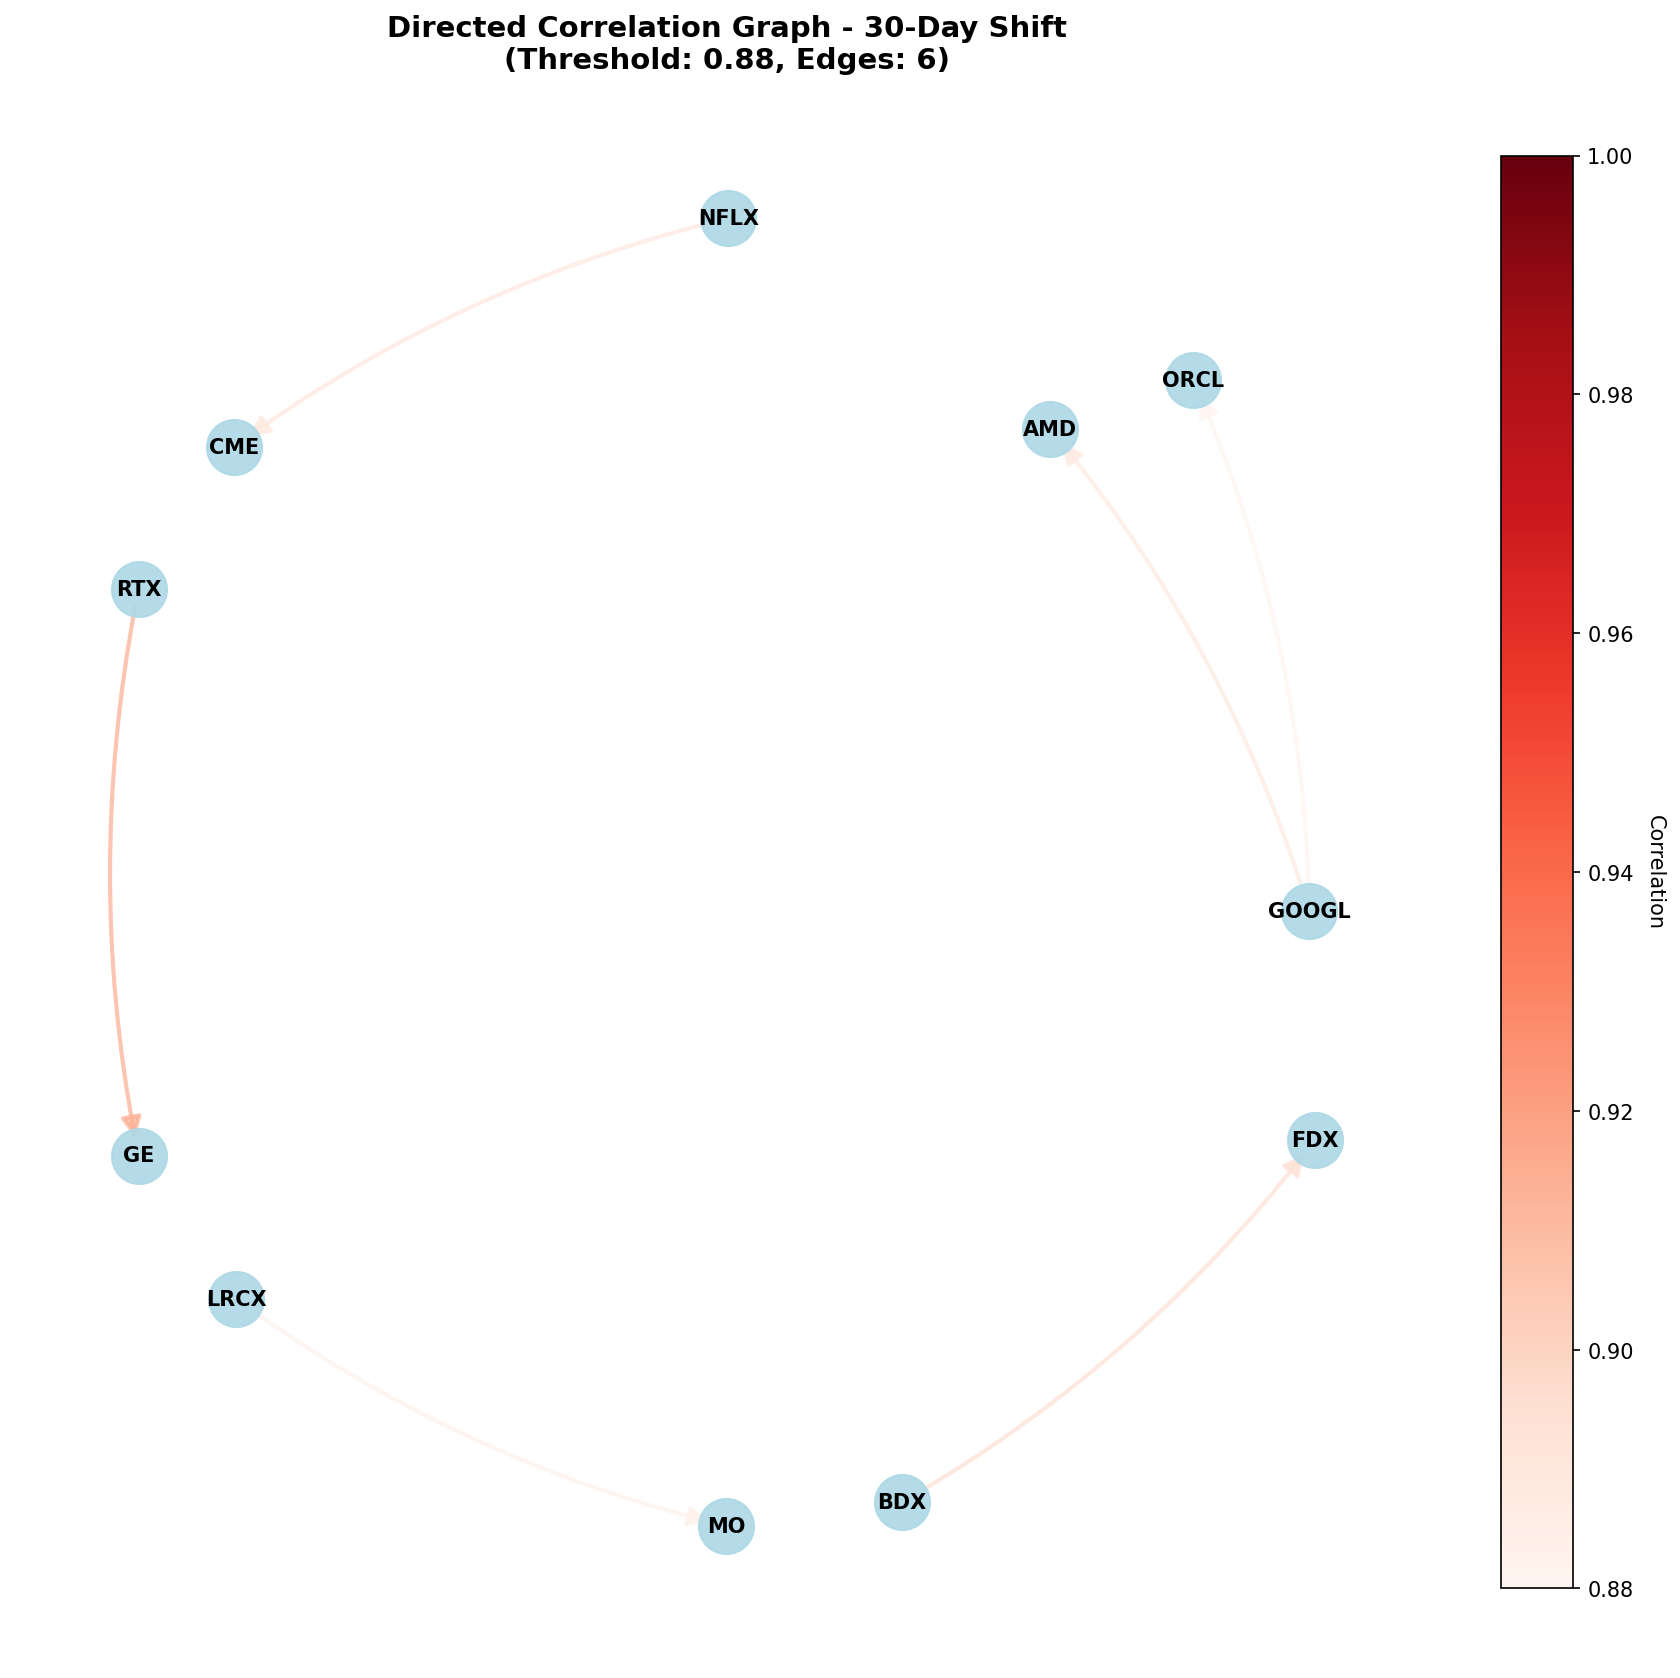 Directed Correlation Graph - 30-Day Shift
(Threshold: 0.88, Edges: 6)
NFLX
ORCL
AMD
CME
RTX
GOOGL
FDX
GE
LRCX
BDX
MO
1.00
0.98
0.96
0.94
0.92
0.90
0.88
Correlation